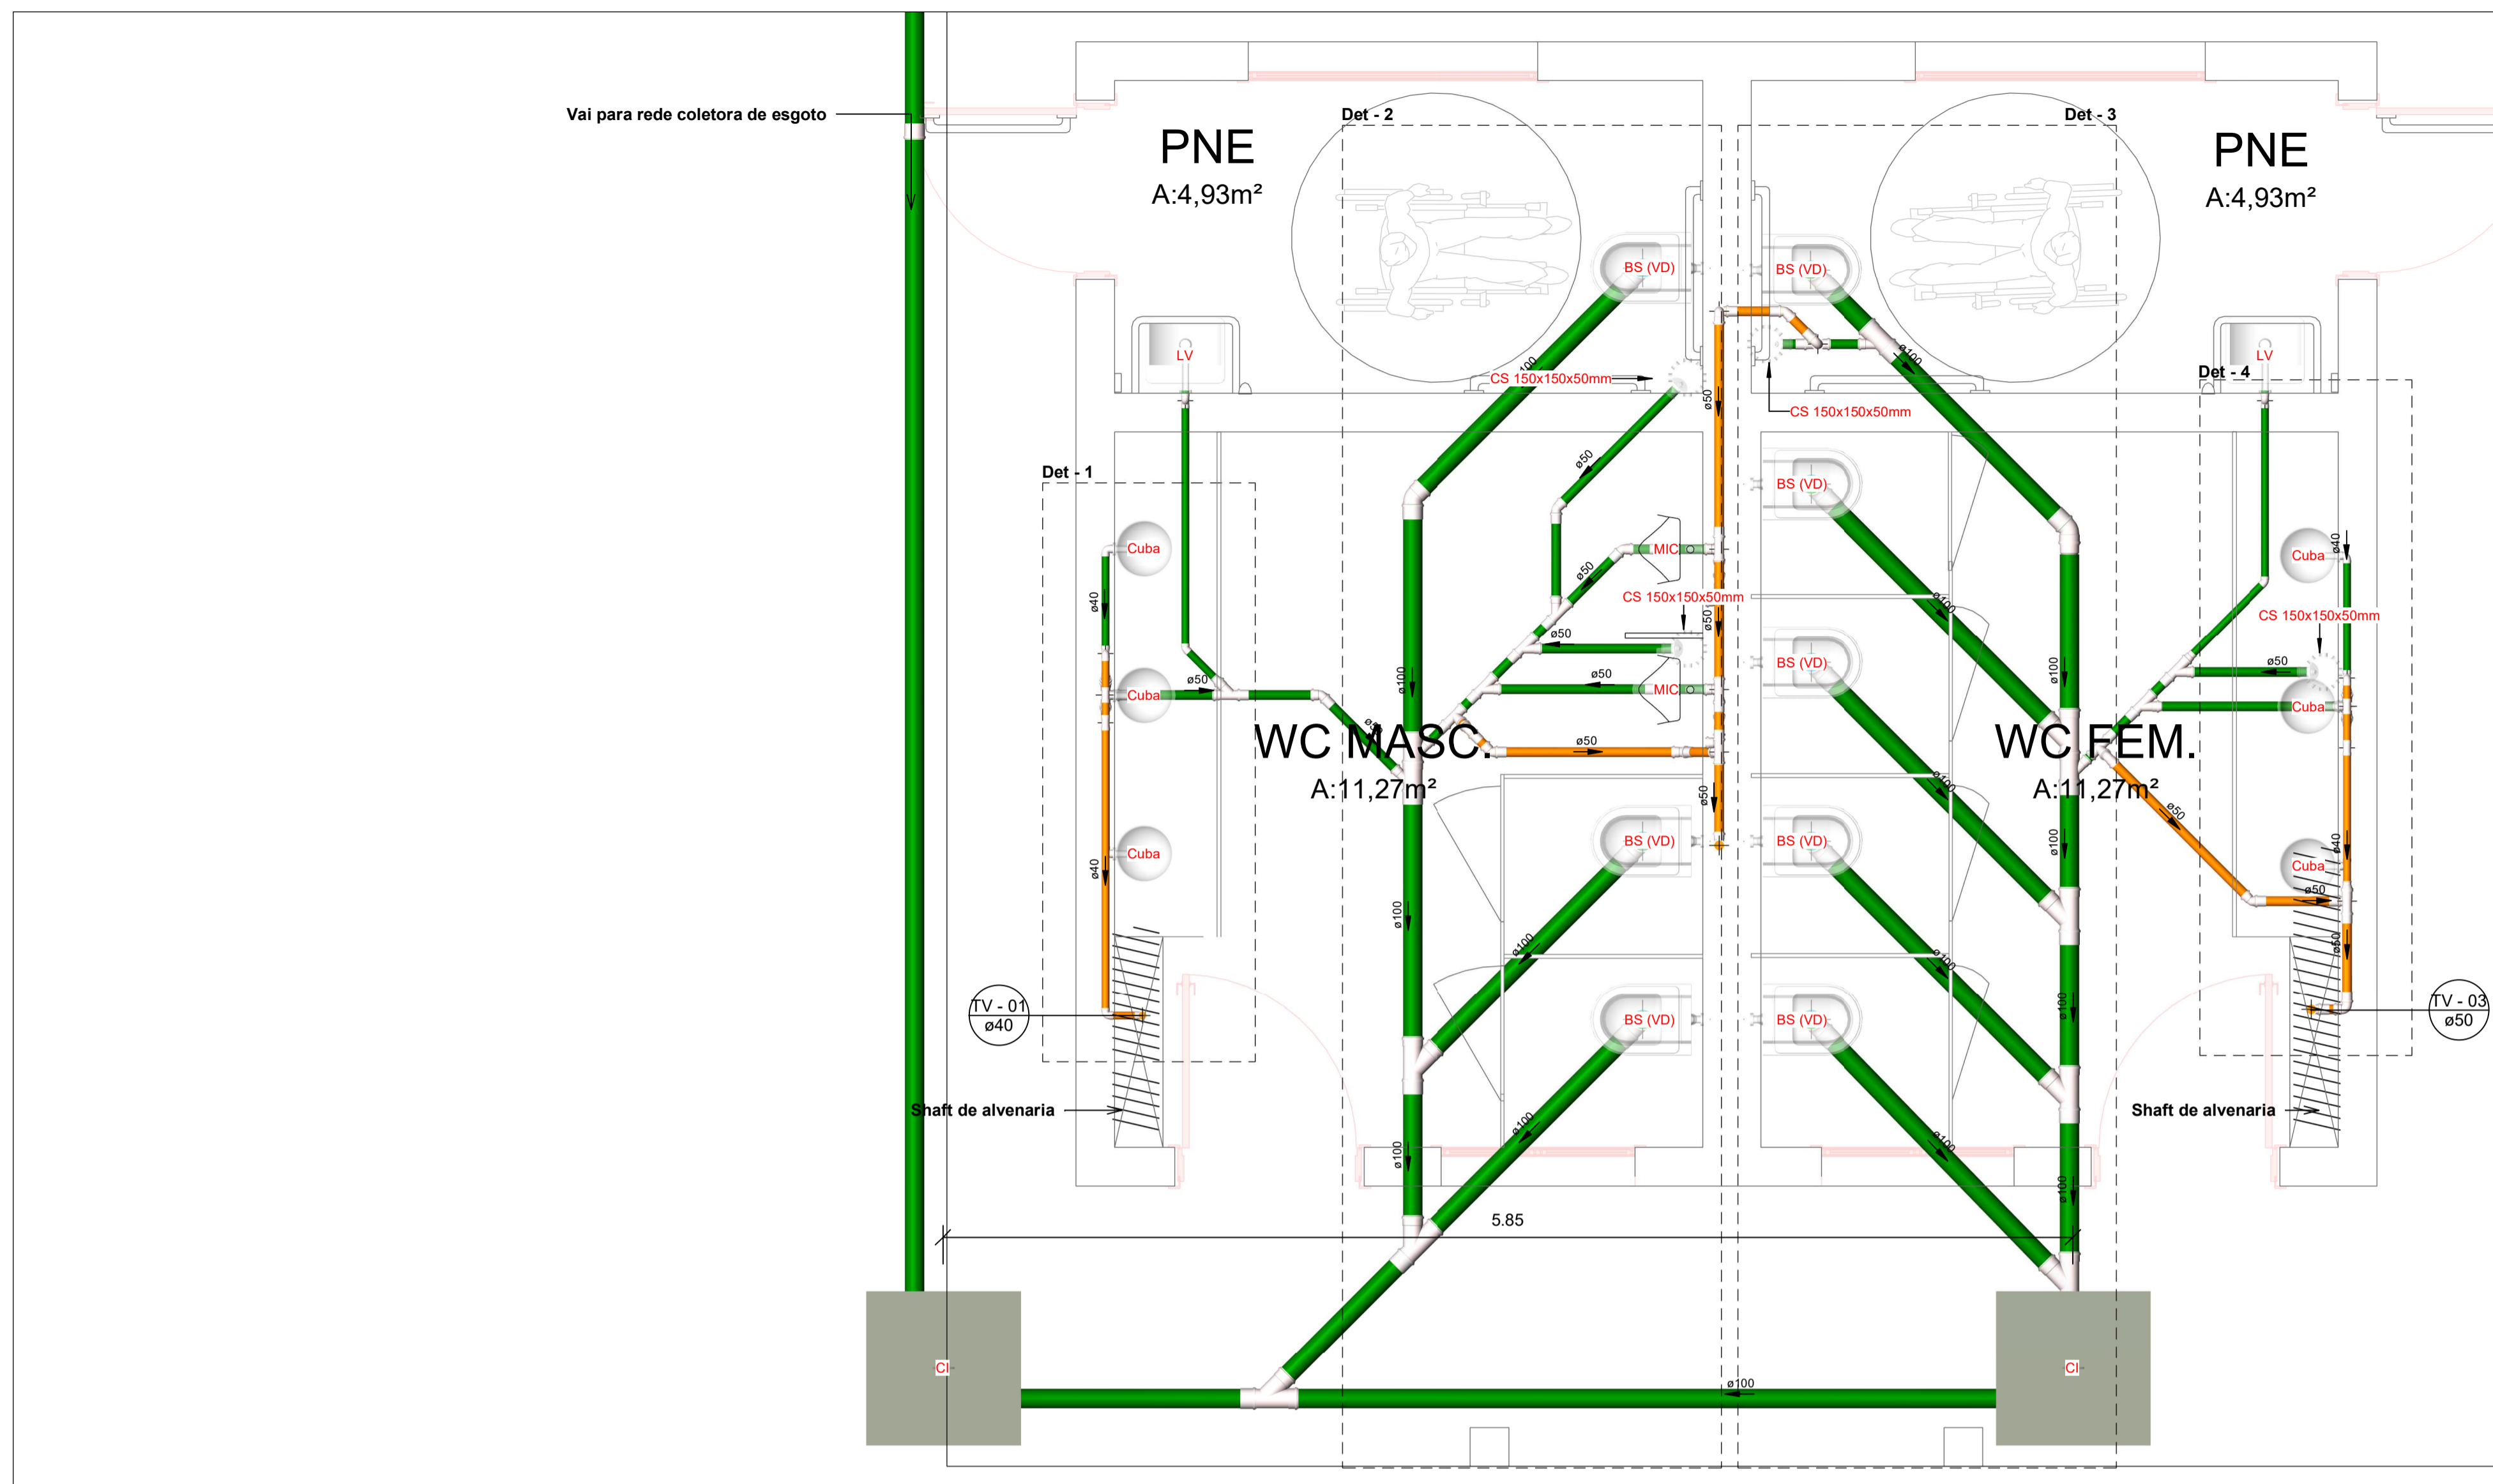 Vai para rede coletora de esgoto
Det - 2
Det - 3
PNE
A:4,93m²
PNE
A:4,93m²
BS (VD)
BS (VD)
LV
ø100
CS 150x150x50mm
ø50
ø100
CS 150x150x50mm
LV
Det - 4
Det - 1
ø50
BS (VD)
Cuba
MIC
ø50
Cuba
ø40
ø40
CS 150x150x50mm
ø50
ø100
CS 150x150x50mm
ø50
BS (VD)
ø50
Cuba
ø50
ø100
ø50
MIC
ø100
Cuba
ø50
WC MASC.
A:11,27m²
ø50
ø50
ø100
WC FEM.
A:11,27m²
ø50
Cuba
ø40
BS (VD)
BS (VD)
ø100
ø40
Cuba
ø50
ø100
ø100
ø100
ø50
TV - 01
ø40
BS (VD)
BS (VD)
ø100
TV - 03
ø50
Shaft de alvenaria
Shaft de alvenaria
ø100
ø100
ø100
ø100
5.85
CI
CI
ø100